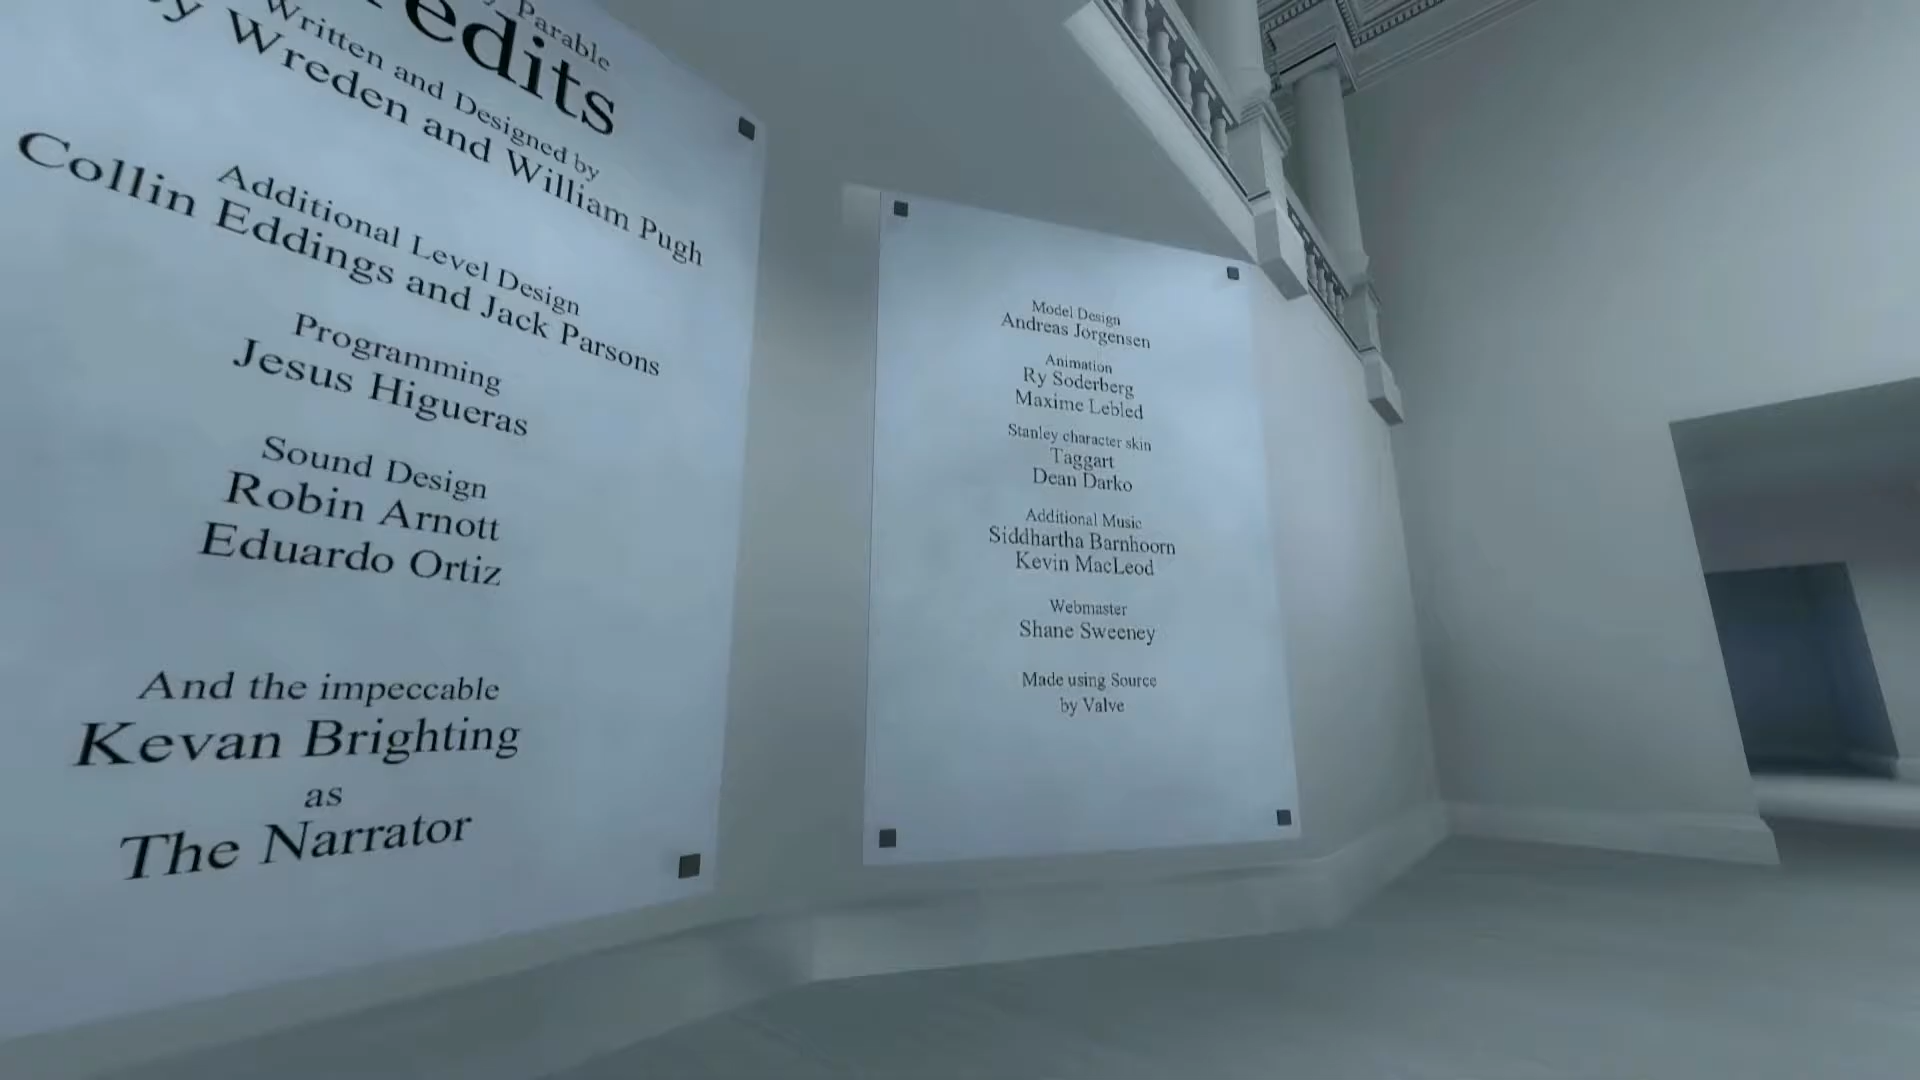 Parable
redits
Written and Designed by
y Wreden and William Pugh
Additional Level Design
Collin Eddings and Jack Parsons
Programming
Jesus Higueras
Sound Design
Robin Arnott
Eduardo Ortiz
And the impeccable
Kevan Brighting
as
The Narrator
Model Design
Andreas Jörgensen
Animation
Ry Soderberg
Maxime Lebled
Stanley character skin
Taggart
Dean Darko
Additional Music
Siddhartha Barnhoorn
Kevin MacLeod
Webmaster
Shane Sweeney
Made using Source
by Valve